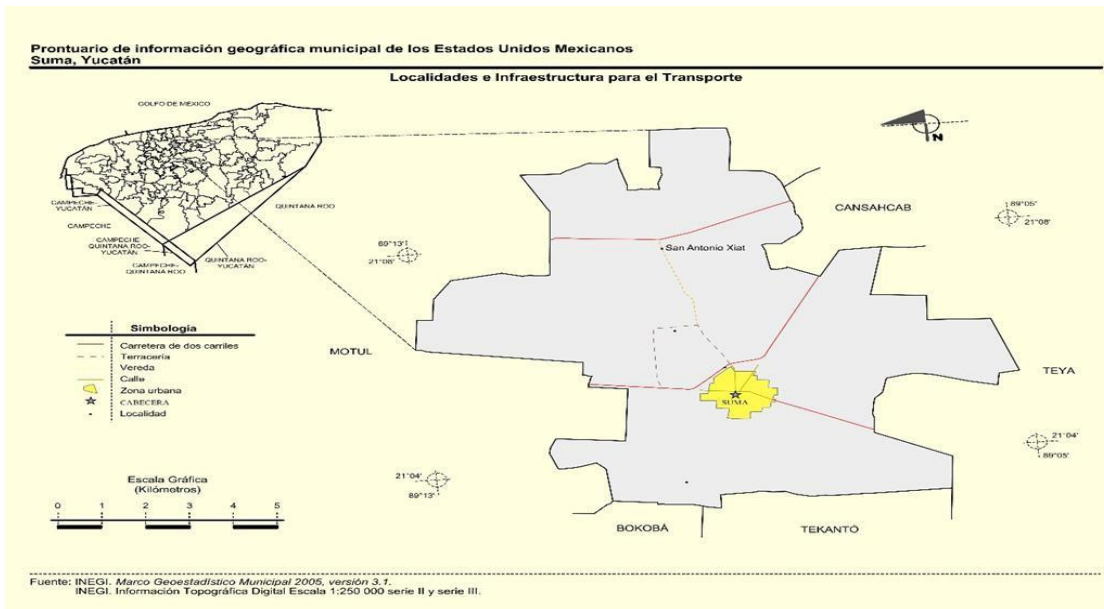 Prontuario de información geográfica municipal de los Estados Unidos Mexicanos
Suma, Yucatán
Localidades e Infraestructura para el Transporte
GOLFO DE MÉXICO
CAMPECHE-
YUCATÁN
CAMPECHE
CAMPECHE
QUINTANA ROO-
YUCATÁN
CAMPECHE-
QUINTANA ROO
QUINTANA ROO
QUINTANA ROO-
YUCATÁN
N
CANSAHCAB
89°05'
21°08'
89°13'
21°08'
San Antonio Xiat
MOTUL
TEYA
SUMA
21°04'
89°05'
21°04'
89°13'
BOKOBÁ
TEKANTÓ
Simbología
Carretera de dos carriles
Terracería
Vereda
Calle
Zona urbana
CABECERA
Localidad
Escala Gráfica
(Kilómetros)
0 1 2 3 4 5
Fuente: INEGI. Marco Geoestadístico Municipal 2005, versión 3.1.
INEGI. Información Topográfica Digital Escala 1:250 000 serie II y serie III.